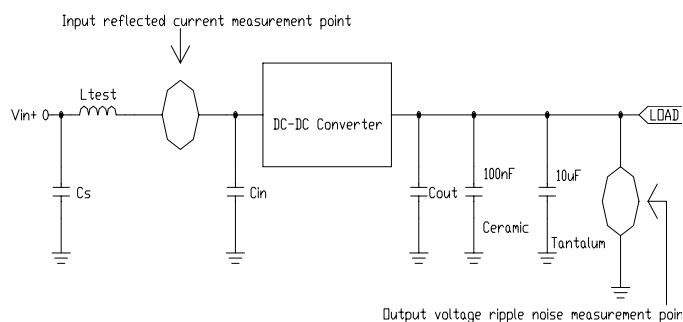 Input reflected current measurement point
Ltest
Vin+ O
DC-DC Converter
LOAD
Cs
Cin
Cout
100nF
10uF
Ceramic
Tantalum
Output voltage ripple noise measurement poin